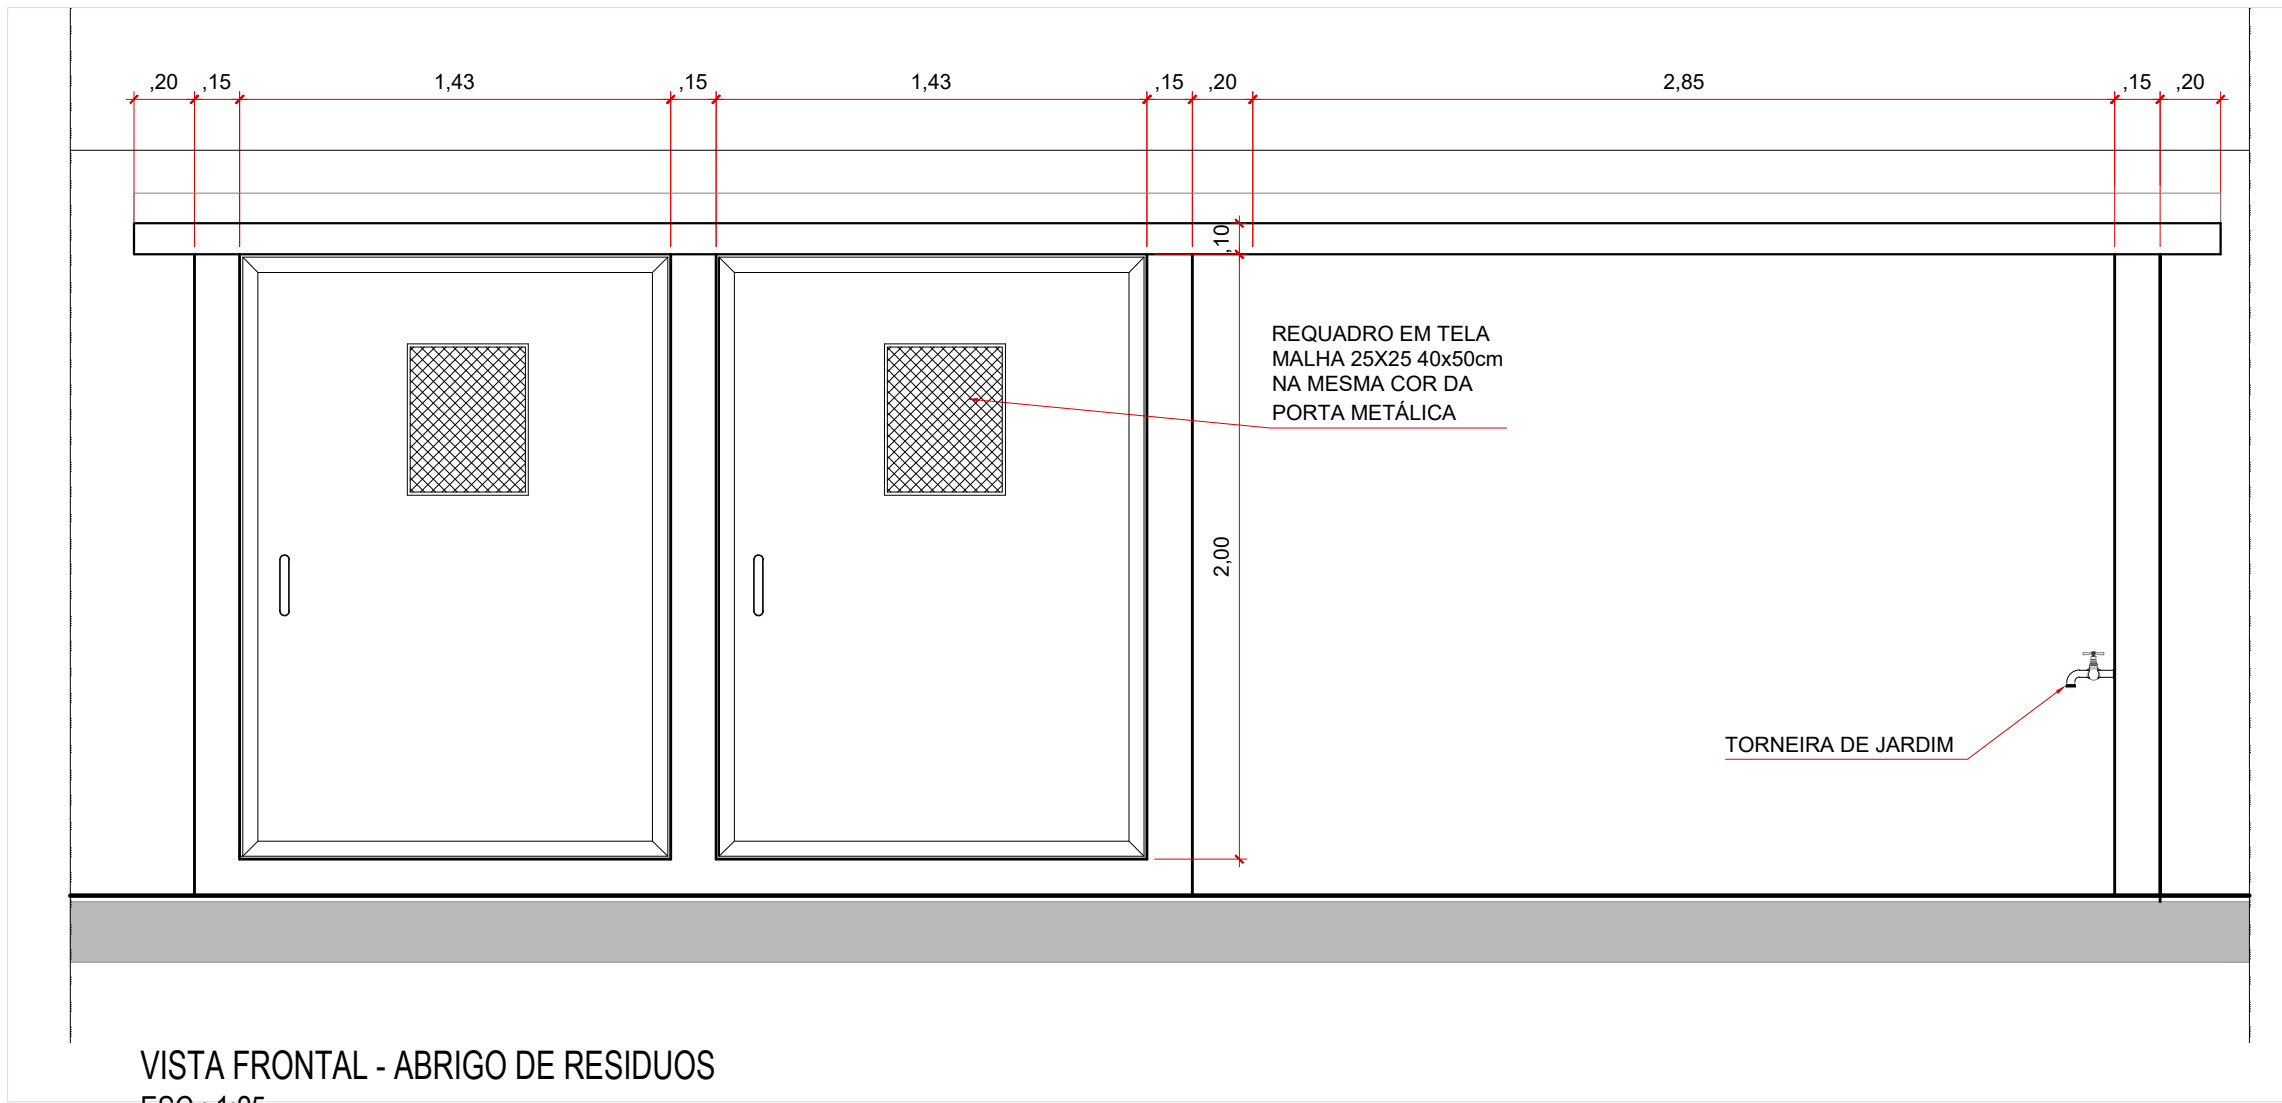 ,20 ,15 1,43 ,15 1,43 ,15 ,20 2,85 ,15 ,20
,10
REQUADRO EM TELA
MALHA 25X25 40x50cm
NA MESMA COR DA
PORTA METÁLICA
2,00
TORNEIRA DE JARDIM
VISTA FRONTAL - ABRIGO DE RESIDUOS